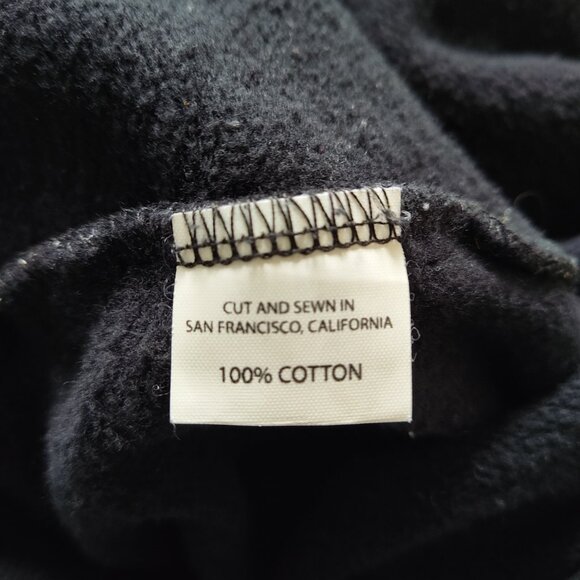 CUT AND SEWN IN
SAN FRANCISCO, CALIFORNIA
100% COTTON